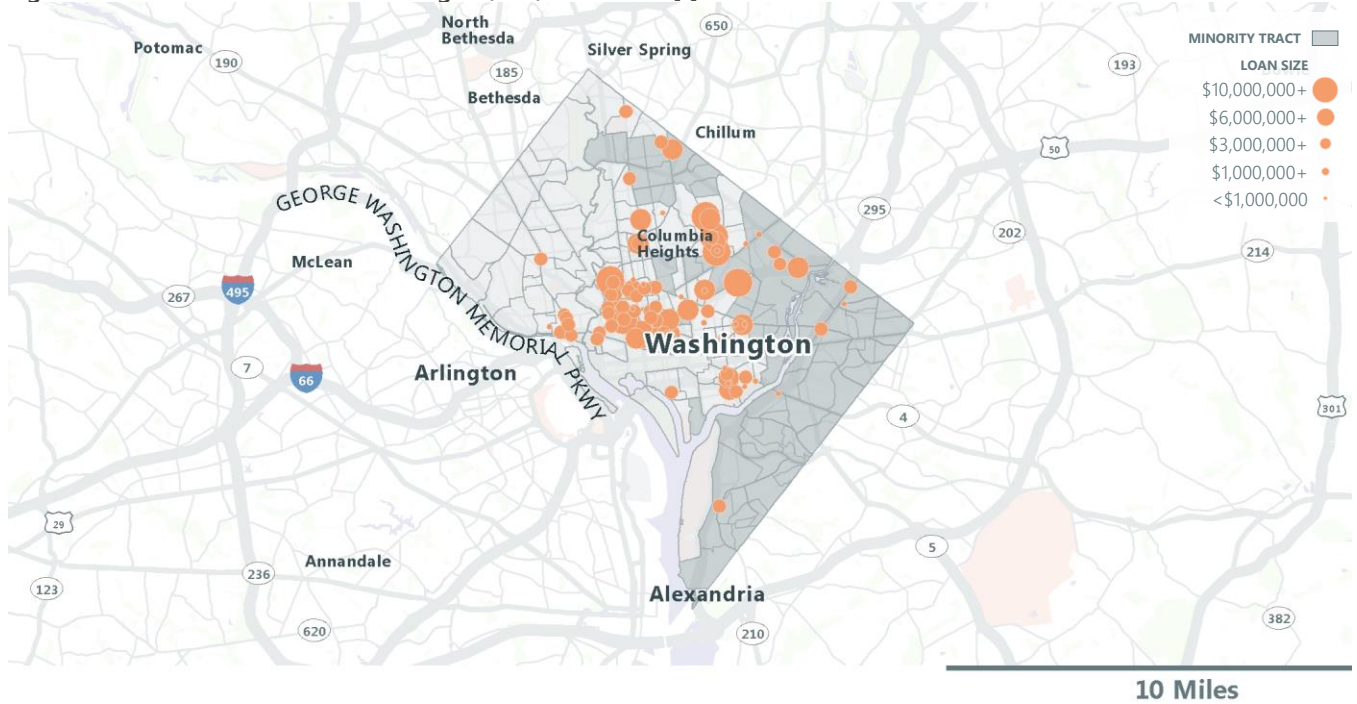 North
Bethesda
650
Potomac
Silver Spring
190
185
193
Bethesda
MINORITY TRACT
LOAN SIZE
$10,000,000+
$6,000,000+
$3,000,000+
$1,000,000+
<$1,000,000
Chillum
50
GEORGE WASHINGTON MEMORIAL PKWY
295
202
Columbia
Heights
214
McLean
267
495
Washington
7
66
Arlington
301
4
29
5
Annandale
236
123
Alexandria
620
210
382
10 Miles